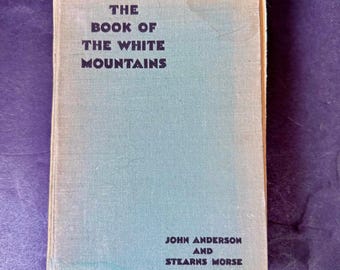 THE
BOOK OF
THE WHITE
MOUNTAINS
JOHN ANDERSON
AND
STEARNS MORSE